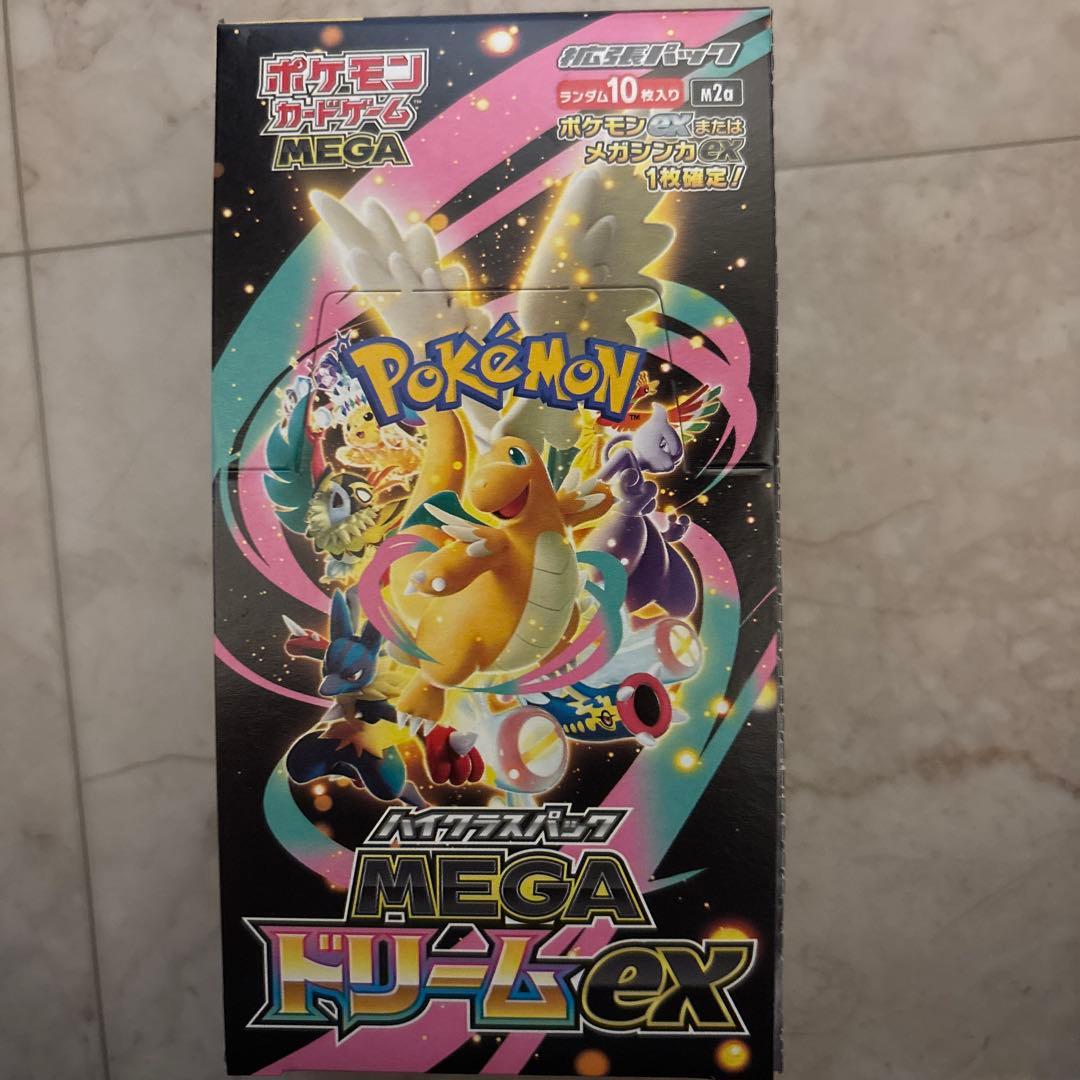 ポケモン
カードゲーム™
MEGA
拡張パック
ランダム10枚入り M2a
ポケモンexまたは
メガシンカex
1枚確定!
POKéMON™
ハイクラスパック
MEGA
ドリームex